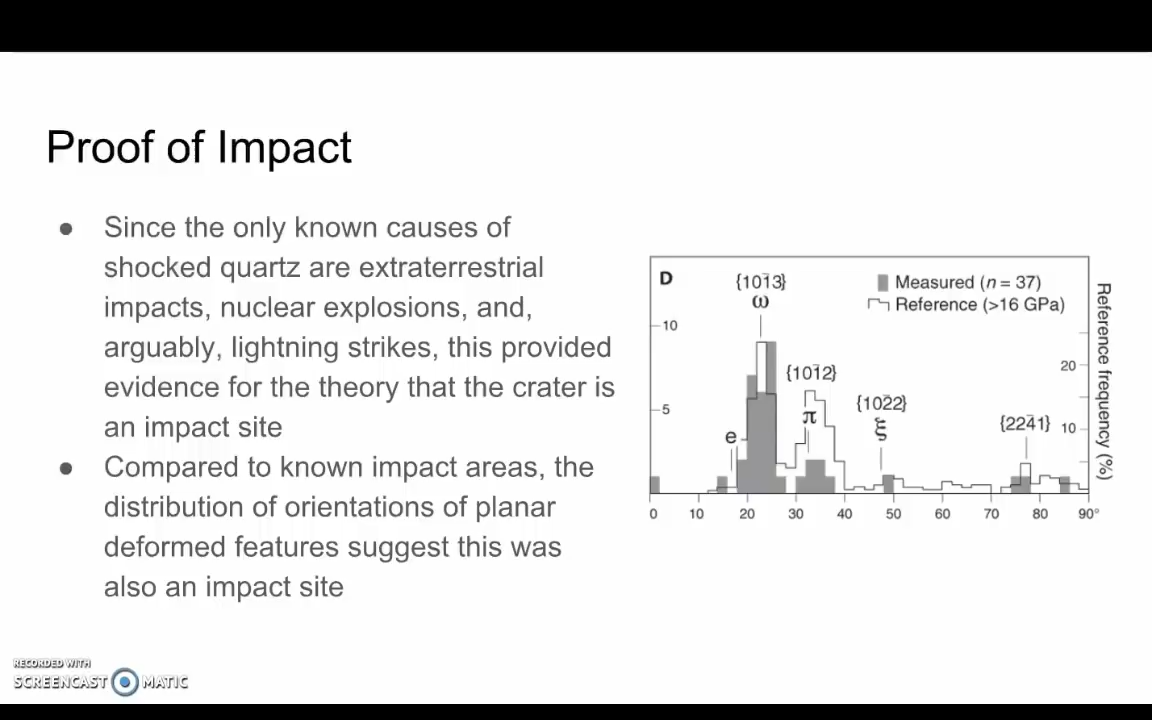 Proof of Impact
● Since the only known causes of
shocked quartz are extraterrestrial
impacts, nuclear explosions, and,
arguably, lightning strikes, this provided
evidence for the theory that the crater is
an impact site
● Compared to known impact areas, the
distribution of orientations of planar
deformed features suggest this was
also an impact site
D
{101̄3}
ω
Measured (n = 37)
Reference (>16 GPa)
10
{101̄2}
π
20
5
{102̄2}
ξ
{224̄1}
10
e
Reference frequency (%)
0 10 20 30 40 50 60 70 80 90°
RECORDED WITH
SCREENCAST MATIC